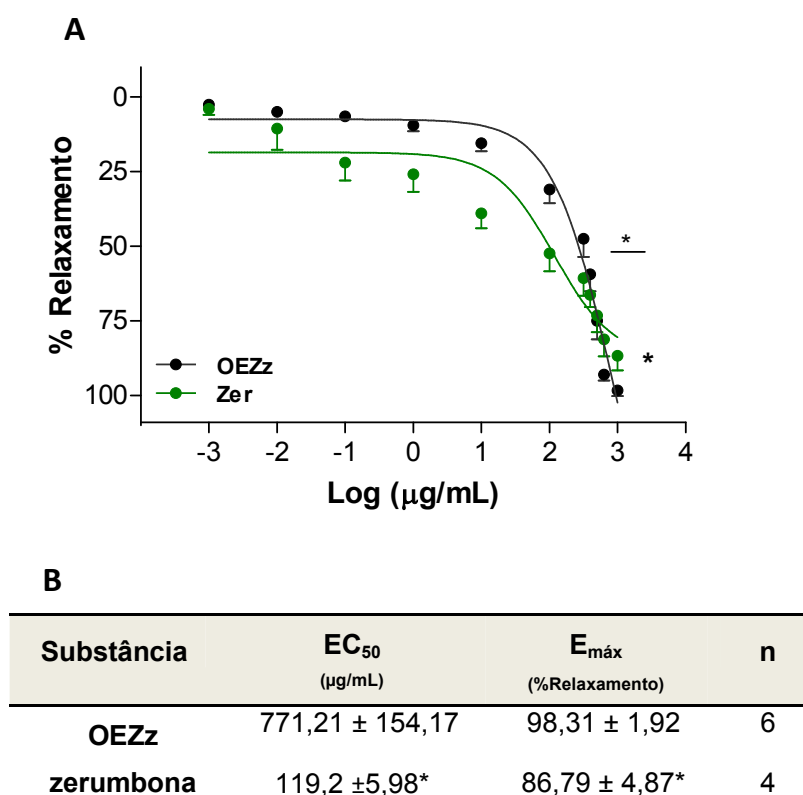 A
% Relaxamento
0
25
50
75
100
*
*
OEZz
Zer
-3 -2 -1 0 1 2 3 4
Log (µg/mL)
B
Substância EC50 (µg/mL) Emáx (%Relaxamento) n
OEZz 771,21 ± 154,17 98,31 ± 1,92 6
zerumbona 119,2 ±5,98* 86,79 ± 4,87* 4